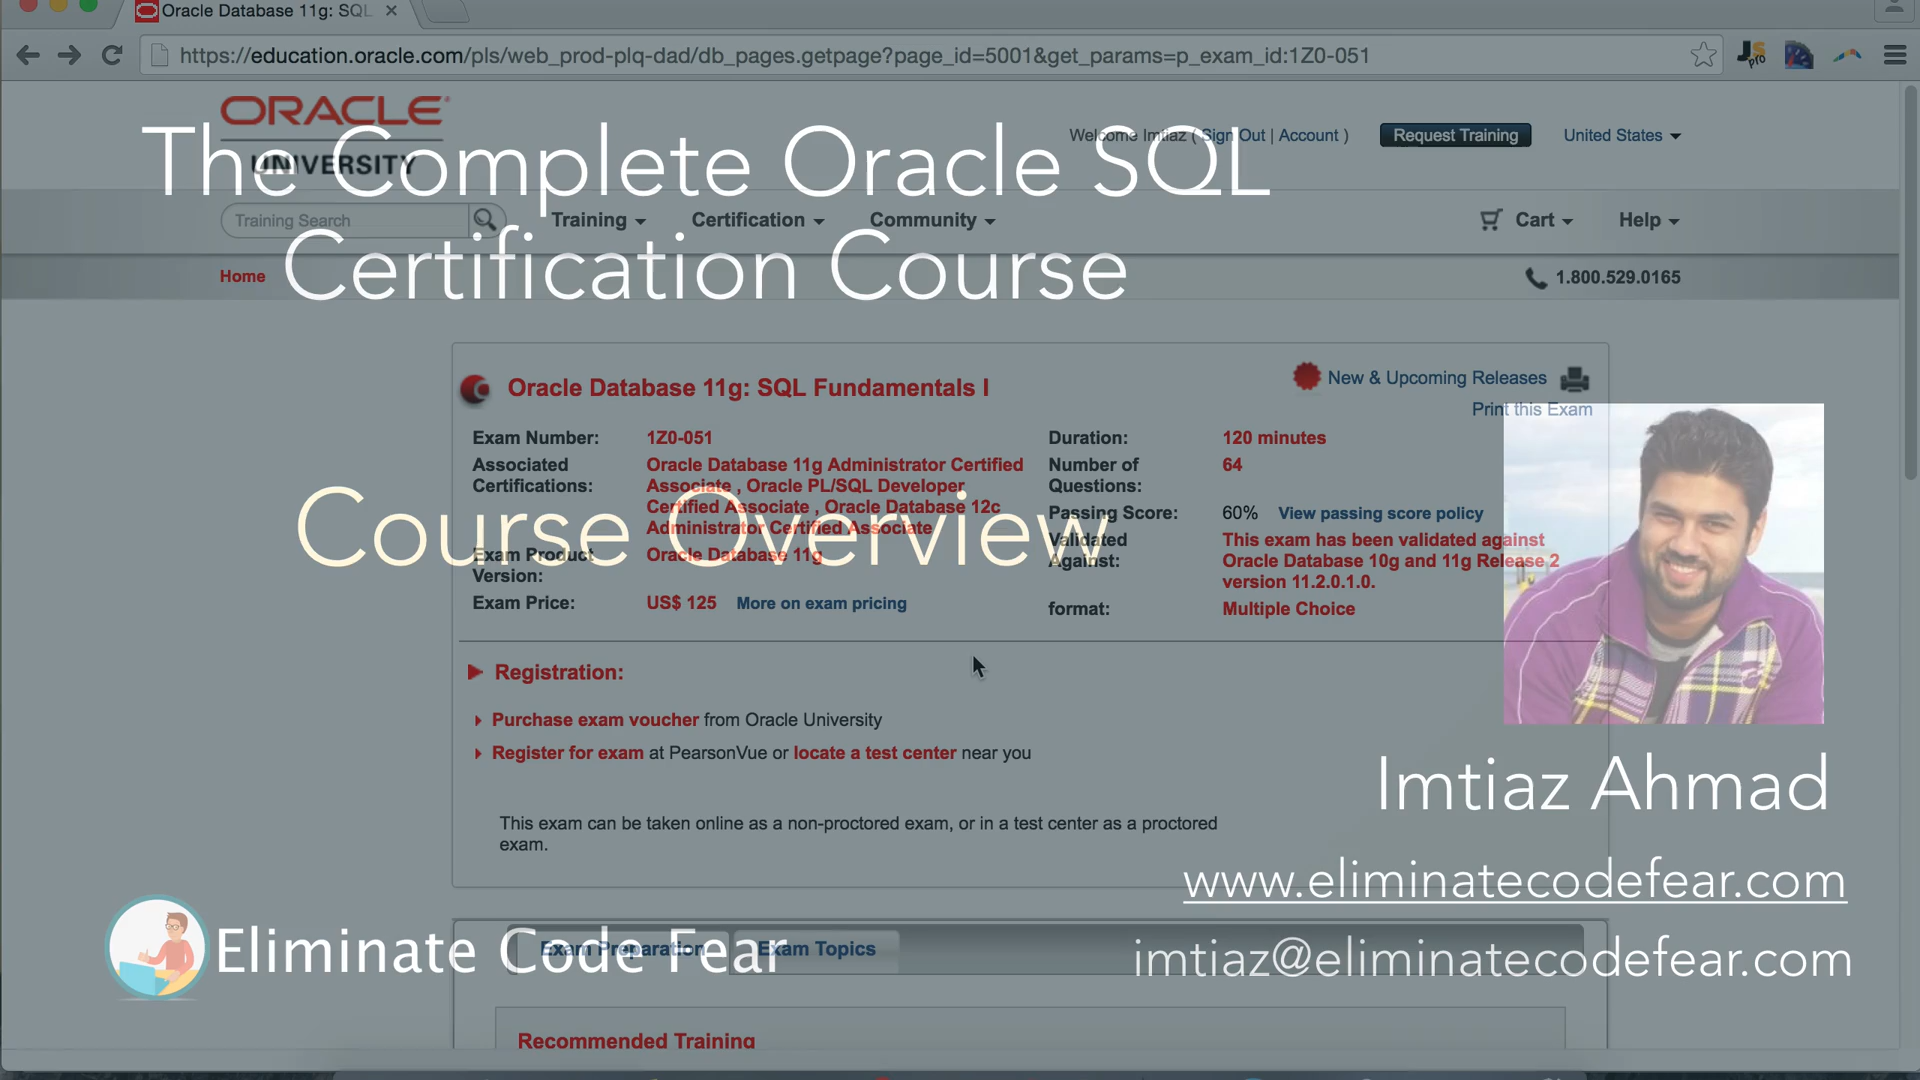 Oracle Database 11g: SQL
https://education.oracle.com/pls/web_prod-plq-dad/db_pages.getpage?page_id=5001&get_params=p_exam_id:1Z0-051
ORACLE
UNIVERSITY
Welcome Imtiaz ( Sign Out | Account )
Request Training
United States
The Complete Oracle SQL
Certification Course
Training Search
Training
Certification
Community
Cart
Help
Home
1.800.529.0165
Oracle Database 11g: SQL Fundamentals I
New & Upcoming Releases
Print this Exam
Exam Number: 1Z0-051
Associated Certifications: Oracle Database 11g Administrator Certified
Associate , Oracle PL/SQL Developer
Certified Associate , Oracle Database 12c
Administrator Certified Associate
Exam Product Version: Oracle Database 11g
Exam Price: US$ 125 More on exam pricing
Duration: 120 minutes
Number of Questions: 64
Passing Score: 60% View passing score policy
Validated Against: This exam has been validated against
Oracle Database 10g and 11g Release 2
version 11.2.0.1.0.
format: Multiple Choice
Course Overview
Registration:
Purchase exam voucher from Oracle University
Register for exam at PearsonVue or locate a test center near you
This exam can be taken online as a non-proctored exam, or in a test center as a proctored
exam.
Imtiaz Ahmad
www.eliminatecodefear.com
imtiaz@eliminatecodefear.com
Eliminate Code Fear
Exam Preparation
Exam Topics
Recommended Training